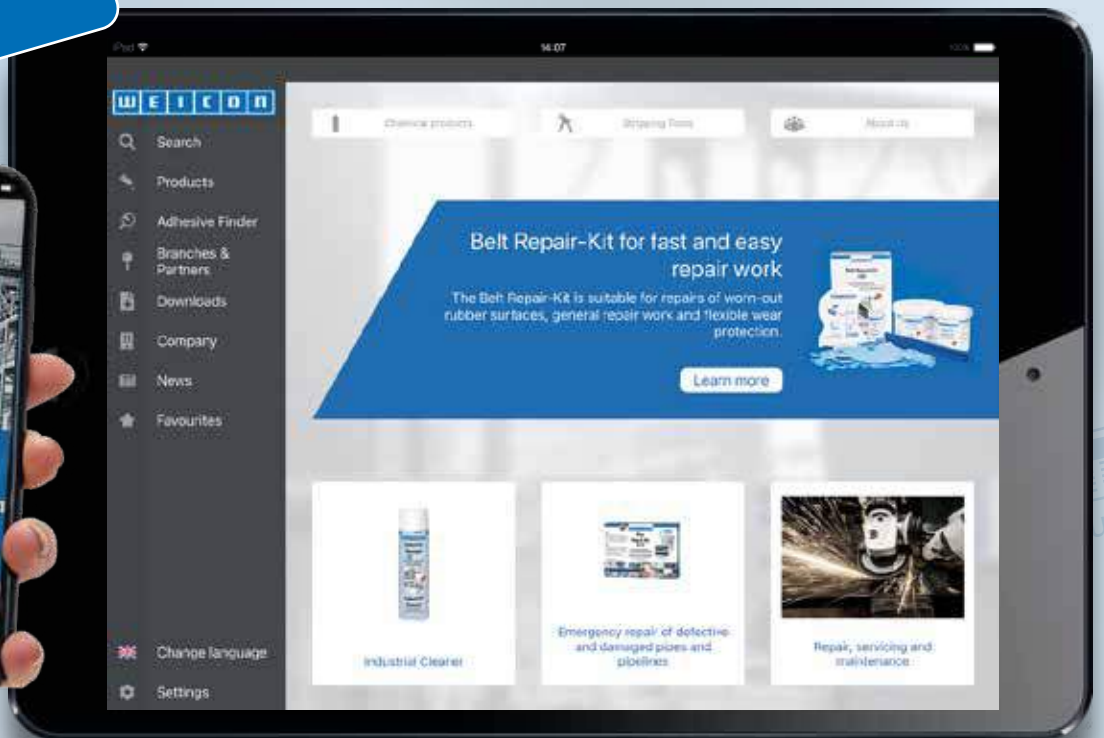 iPad
14:07
100%
WEICON
Search
Products
Adhesive Finder
Branches &
Partners
Downloads
Company
News
Favourites
Change language
Settings
Chemical products
Stripping Tools
About Us
Belt Repair-Kit for fast and easy
repair work
The Belt Repair-Kit is suitable for repairs of worn-out
rubber surfaces, general repair work and flexible wear
protection.
Learn more
Industrial Cleaner
Emergency repair of defective
and damaged pipes and
pipelines
Repair, servicing and
maintenance